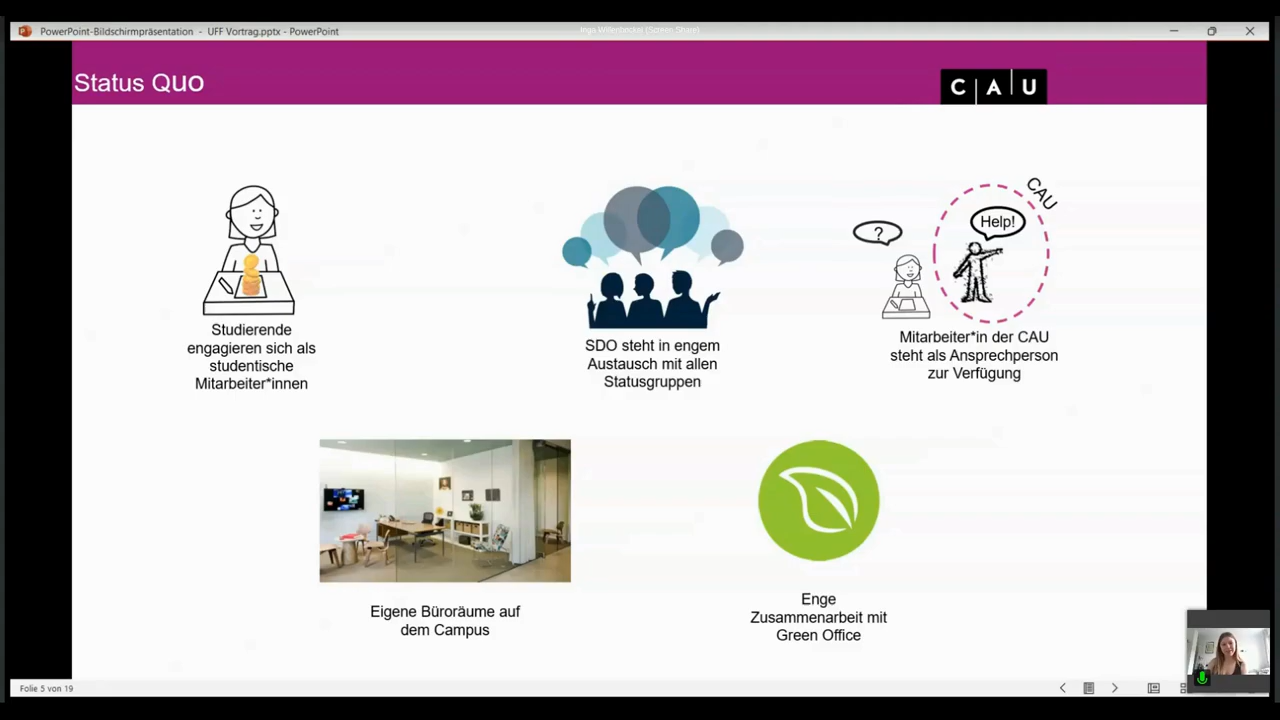 PowerPoint-Bildschirmpräsentation - UFF Vortrag.pptx - PowerPoint
Status Quo
C A U
CAU
?
Help!
Studierende
engagieren sich als
studentische
Mitarbeiter*innen
SDO steht in engem
Austausch mit allen
Statusgruppen
Mitarbeiter*in der CAU
steht als Ansprechperson
zur Verfügung
Eigene Büroräume auf
dem Campus
Enge
Zusammenarbeit mit
Green Office
Folie 5 von 19